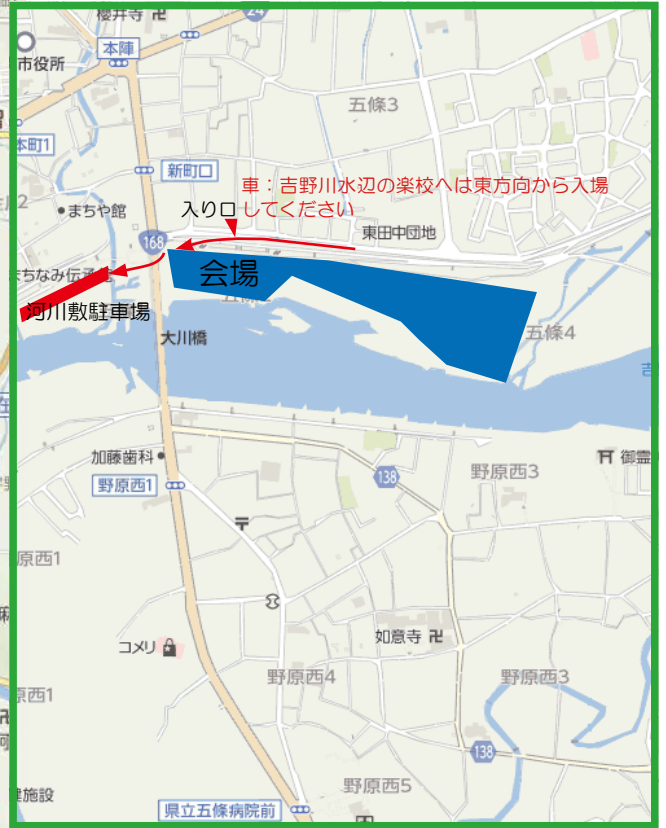 櫻井寺
24
本陣
市役所
五條3
本町1
新町口
車：吉野川水辺の楽校へは東方向から入場
してください
入り口
まちや館
東田中団地
168
会場
河川敷駐車場
大川橋
五條4
加藤歯科
野原西3
御霊
138
野原西1
原西1
如意寺
コメリ
野原西4
野原西3
原西1
138
野原西5
健施設
県立五條病院前